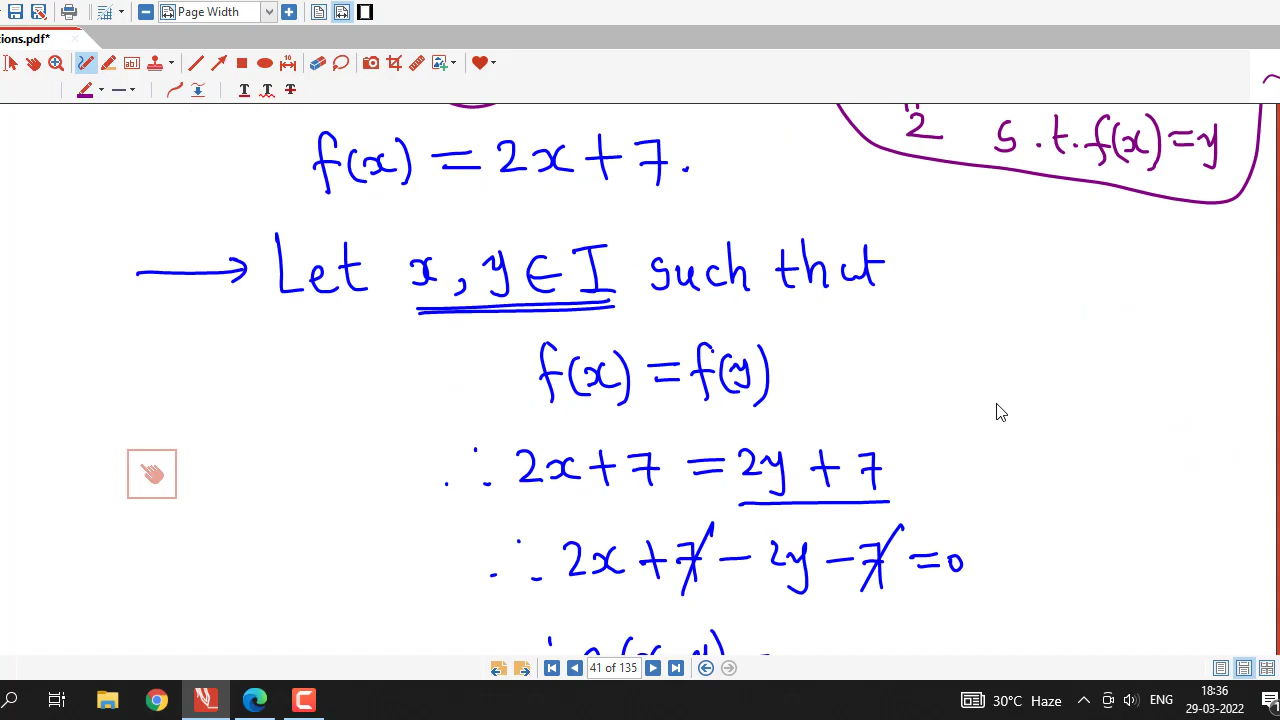 Page Width
ions.pdf*
10
2 s.t. f(x)=y
f(x) = 2x+7.
Let x, y ∈ I such that
f(x) = f(y)
∴ 2x+7 = 2y+7
∴ 2x+7 - 2y - 7 = 0
41 of 135
30°C Haze
ENG
18:36
29-03-2022